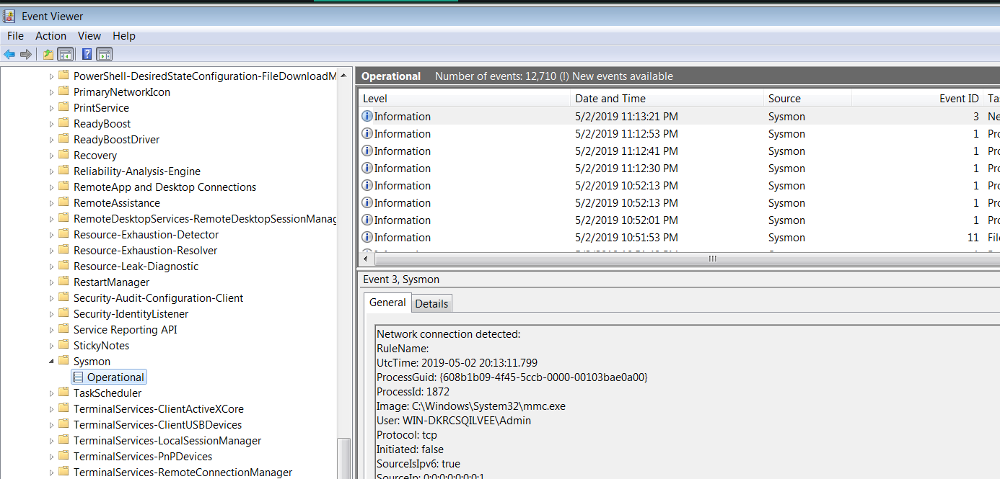 Event Viewer
File Action View Help
PowerShell-DesiredStateConfiguration-FileDownloadM
PrimaryNetworkIcon
PrintService
ReadyBoost
ReadyBoostDriver
Recovery
Reliability-Analysis-Engine
RemoteApp and Desktop Connections
RemoteAssistance
RemoteDesktopServices-RemoteDesktopSessionManag
Resource-Exhaustion-Detector
Resource-Exhaustion-Resolver
Resource-Leak-Diagnostic
RestartManager
Security-Audit-Configuration-Client
Security-IdentityListener
Service Reporting API
StickyNotes
Sysmon
Operational
TaskScheduler
TerminalServices-ClientActiveXCore
TerminalServices-ClientUSBDevices
TerminalServices-LocalSessionManager
TerminalServices-PnPDevices
TerminalServices-RemoteConnectionManager
Operational Number of events: 12,710 (!) New events available
Level Date and Time Source Event ID Ta
Information 5/2/2019 11:13:21 PM Sysmon 3 Ne
Information 5/2/2019 11:12:53 PM Sysmon 1 Pro
Information 5/2/2019 11:12:41 PM Sysmon 1 Pro
Information 5/2/2019 11:12:30 PM Sysmon 1 Pro
Information 5/2/2019 10:52:13 PM Sysmon 1 Pro
Information 5/2/2019 10:52:13 PM Sysmon 1 Pro
Information 5/2/2019 10:52:01 PM Sysmon 1 Pro
Information 5/2/2019 10:51:53 PM Sysmon 11 File
Event 3, Sysmon
General Details
Network connection detected:
RuleName:
UtcTime: 2019-05-02 20:13:11.799
ProcessGuid: {608b1b09-4f45-5ccb-0000-00103bae0a00}
ProcessId: 1872
Image: C:\Windows\System32\mmc.exe
User: WIN-DKRCSQILVEE\Admin
Protocol: tcp
Initiated: false
SourceIsIpv6: true
SourceIp: 0:0:0:0:0:0:0:1